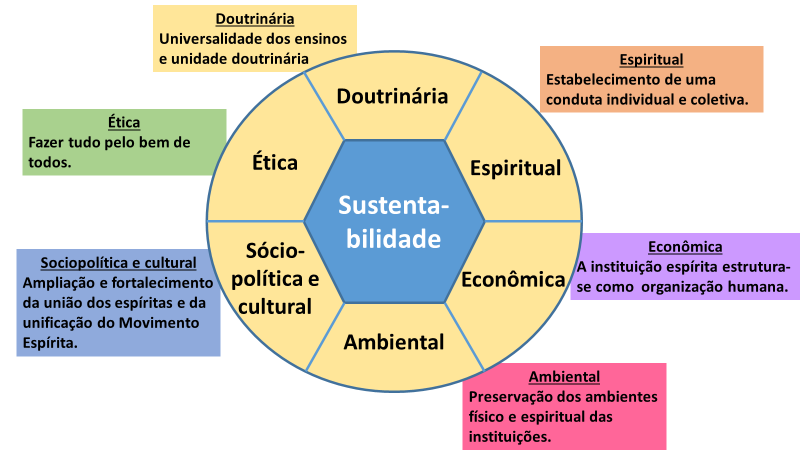 Doutrinária
Universalidade dos ensinos
e unidade doutrinária
Espiritual
Estabelecimento de uma
conduta individual e coletiva.
Ética
Fazer tudo pelo bem de
todos.
Doutrinária
Ética
Espiritual
Sustenta-
bilidade
Sócio-
política e
cultural
Econômica
Ambiental
Sociopolítica e cultural
Ampliação e fortalecimento
da união dos espíritas e da
unificação do Movimento
Espírita.
Econômica
A instituição espírita estrutura-
se como organização humana.
Ambiental
Preservação dos ambientes
físico e espiritual das
instituições.